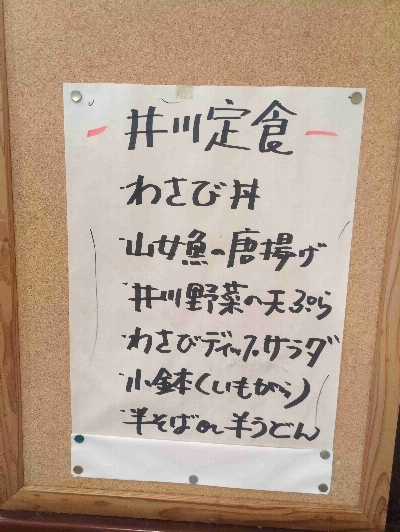 井川定食
わさび丼
山女魚の唐揚げ
井川野菜の天ぷら
わさびディップサラダ
小鉢(いもがら)
半そばor半うどん